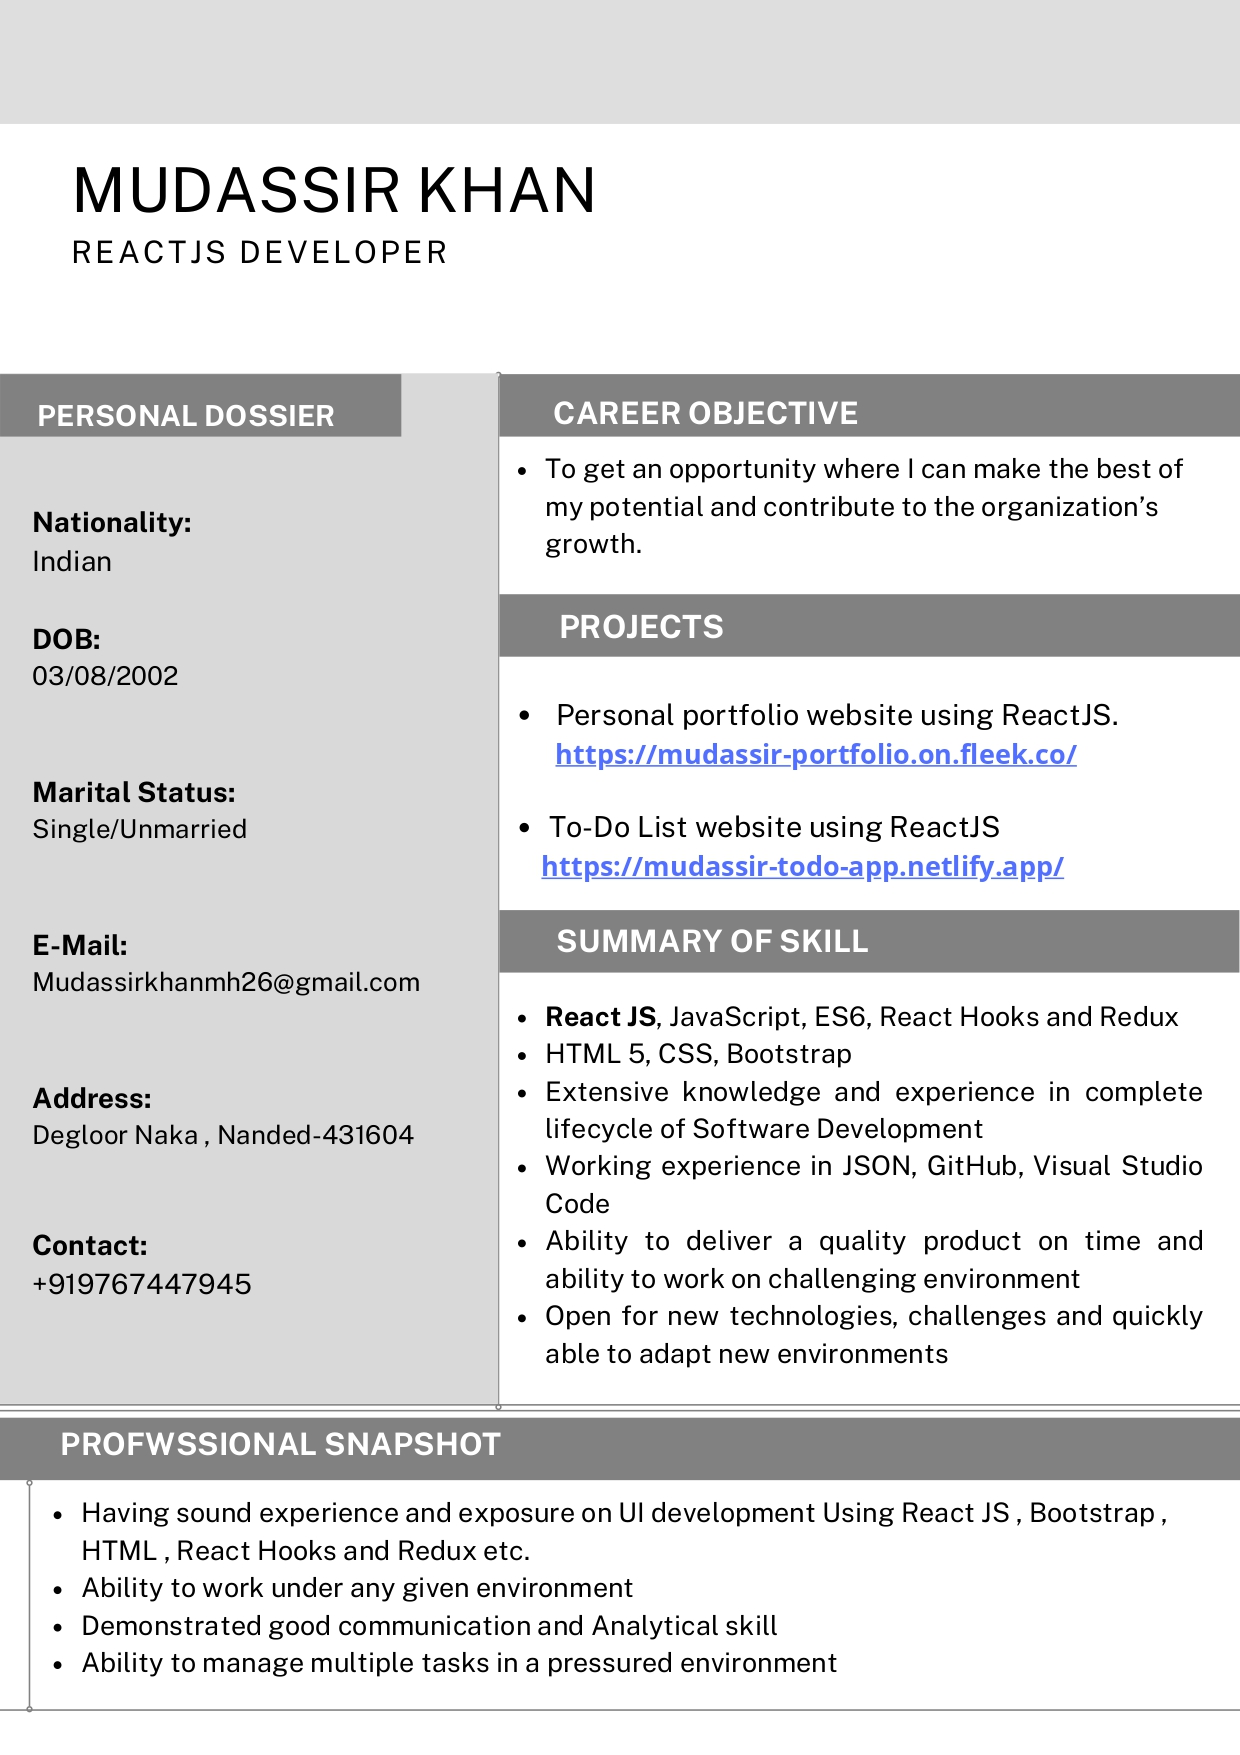 MUDASSIR KHAN
REACTJS DEVELOPER
PERSONAL DOSSIER
Nationality:
Indian
DOB:
03/08/2002
Marital Status:
Single/Unmarried
E-Mail:
Mudassirkhanmh26@gmail.com
Address:
Degloor Naka , Nanded-431604
Contact:
+919767447945
CAREER OBJECTIVE
• To get an opportunity where I can make the best of
my potential and contribute to the organization’s
growth.
PROJECTS
• Personal portfolio website using ReactJS.
https://mudassir-portfolio.on.fleek.co/
• To-Do List website using ReactJS
https://mudassir-todo-app.netlify.app/
SUMMARY OF SKILL
• React JS, JavaScript, ES6, React Hooks and Redux
• HTML 5, CSS, Bootstrap
• Extensive knowledge and experience in complete
lifecycle of Software Development
• Working experience in JSON, GitHub, Visual Studio
Code
• Ability to deliver a quality product on time and
ability to work on challenging environment
• Open for new technologies, challenges and quickly
able to adapt new environments
PROFWSSIONAL SNAPSHOT
• Having sound experience and exposure on UI development Using React JS , Bootstrap ,
HTML , React Hooks and Redux etc.
• Ability to work under any given environment
• Demonstrated good communication and Analytical skill
• Ability to manage multiple tasks in a pressured environment